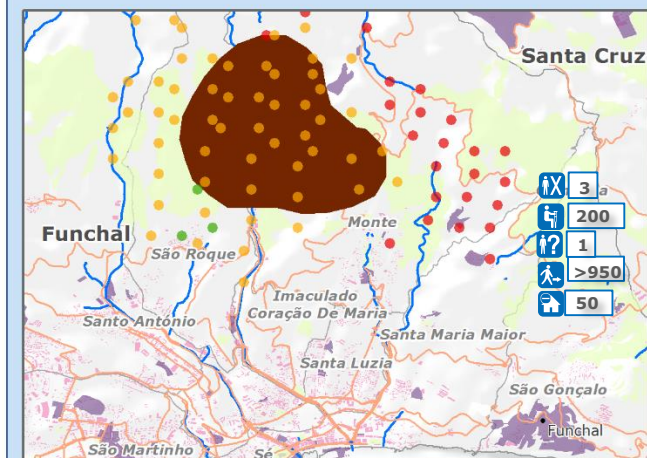 Santa Cruz
3
200
Funchal
Monte
1
São Roque
>950
Imaculado
Coração De Maria
50
Santo António
Santa Maria Maior
Santa Luzia
São Gonçalo
Funchal
São Martinho
Sé